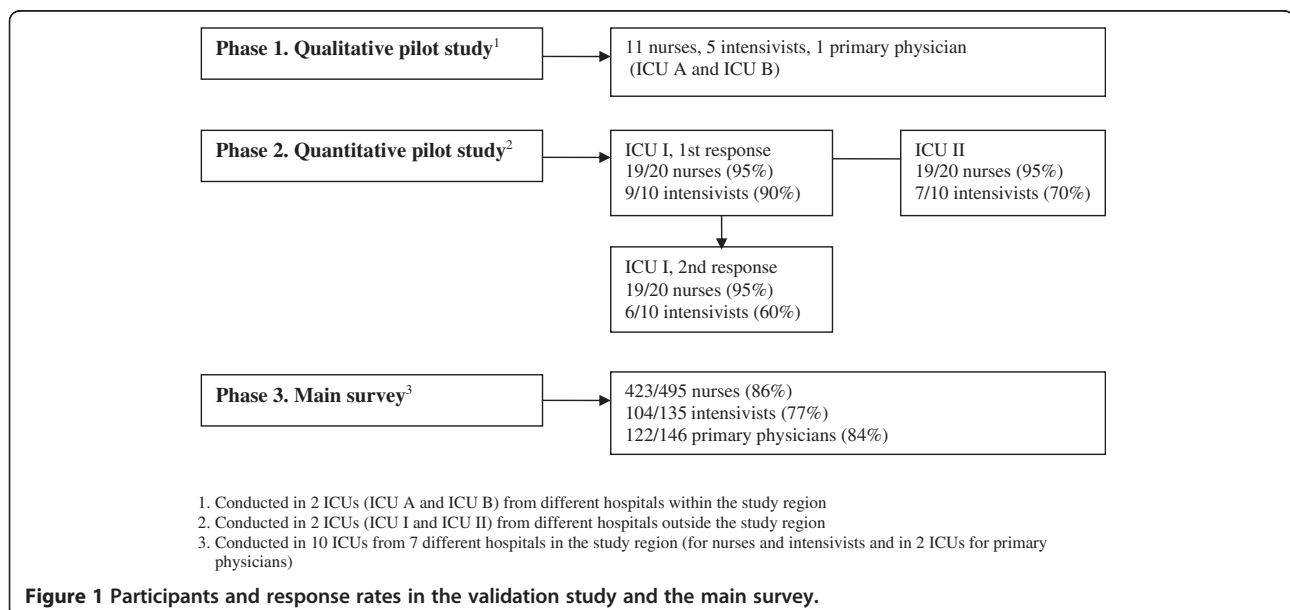 Phase 1. Qualitative pilot study1
11 nurses, 5 intensivists, 1 primary physician
(ICU A and ICU B)
Phase 2. Quantitative pilot study2
ICU I, 1st response
19/20 nurses (95%)
9/10 intensivists (90%)
ICU II
19/20 nurses (95%)
7/10 intensivists (70%)
ICU I, 2nd response
19/20 nurses (95%)
6/10 intensivists (60%)
Phase 3. Main survey3
423/495 nurses (86%)
104/135 intensivists (77%)
122/146 primary physicians (84%)
1. Conducted in 2 ICUs (ICU A and ICU B) from different hospitals within the study region
2. Conducted in 2 ICUs (ICU I and ICU II) from different hospitals outside the study region
3. Conducted in 10 ICUs from 7 different hospitals in the study region (for nurses and intensivists and in 2 ICUs for primary
physicians)
Figure 1 Participants and response rates in the validation study and the main survey.